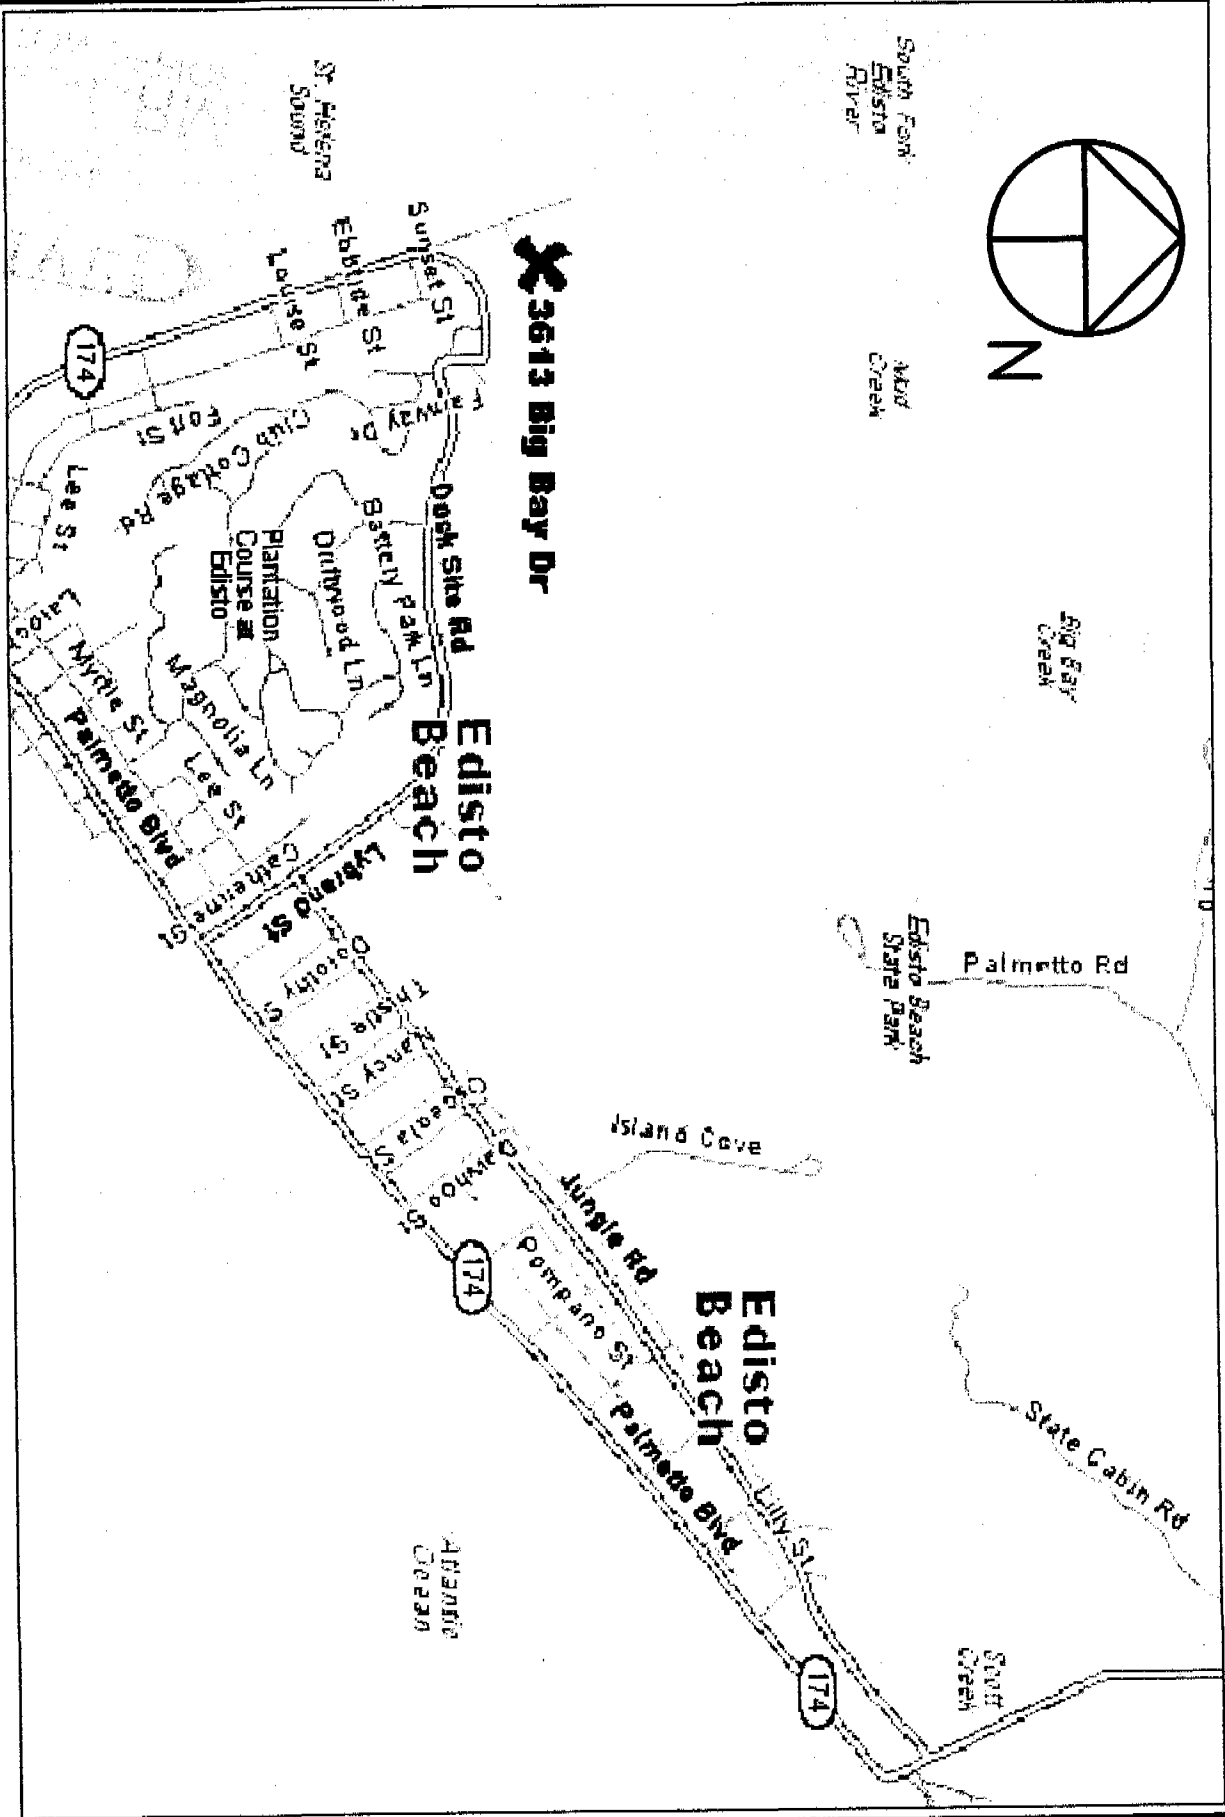 South Fork
Edisto
River
St. Helena
Sound
N
Mud
Creek
Big Bay
Creek
3613 Big Bay Dr
Sunset St
Ebbtide St
Louise St
174
Fairway Dr
Fort St
Club Cottage Rd
Lee St
Dock Site Rd
Battery Park Ln
Driftwood Ln
Plantation
Course at
Edisto
Magnolia Ln
Myrtle St
Lee St
Palmetto Blvd
Edisto
Beach
Catherine St
Lybrand St
Dorothy S
Thistle St
Nancy St
Palmetto Rd
Edisto Beach
State Park
Island Cove
Jungle Rd
174
Pompano St
Edisto
Beach
Palmetto Blvd
State Cabin Rd
Lilly St
Atlantic
Ocean
Scott
Creek
174